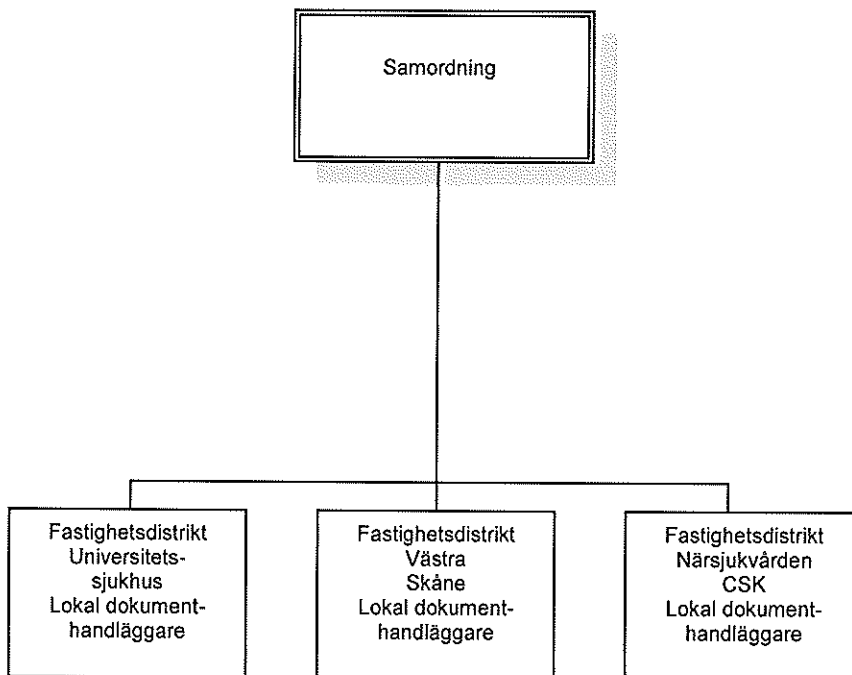 Samordning
Fastighetsdistrikt
Universitets-
sjukhus
Lokal dokument-
handläggare
Fastighetsdistrikt
Västra
Skåne
Lokal dokument-
handläggare
Fastighetsdistrikt
Närsjukvården
CSK
Lokal dokument-
handläggare